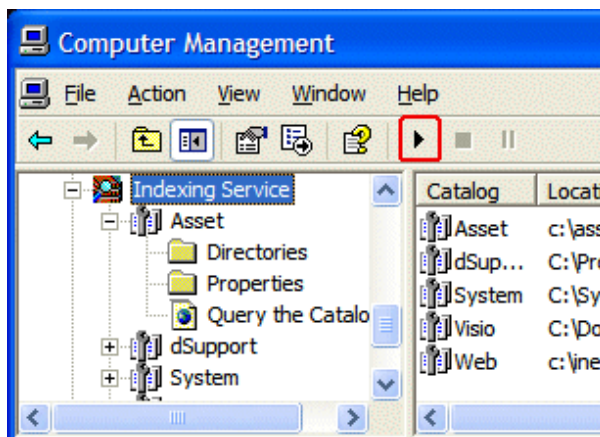 Computer Management
File Action View Window Help
Indexing Service
Asset
Directories
Properties
Query the Catalo
dSupport
System
Catalog Locat
Asset c:\ass
dSup... C:\Pro
System C:\Sy
Visio C:\Do
Web c:\ine